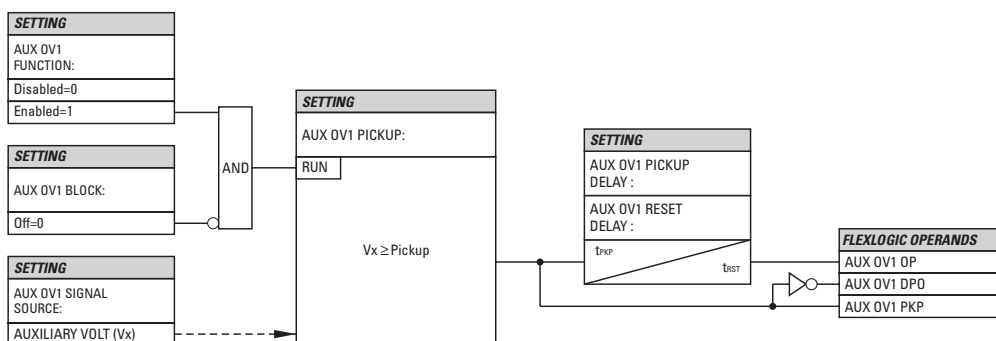 SETTING
AUX OV1
FUNCTION:
Disabled=0
Enabled=1
SETTING
AUX OV1 BLOCK:
Off=0
SETTING
AUX OV1 SIGNAL
SOURCE:
AUXILIARY VOLT (Vx)
AND
SETTING
AUX OV1 PICKUP:
RUN
Vx ≥ Pickup
SETTING
AUX OV1 PICKUP
DELAY :
AUX OV1 RESET
DELAY :
tPKP
tRST
FLEXLOGIC OPERANDS
AUX OV1 OP
AUX OV1 DPO
AUX OV1 PKP